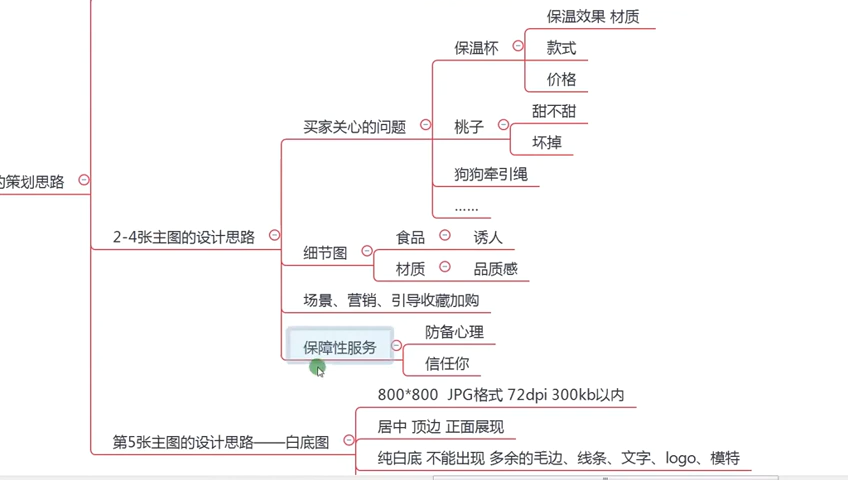 保温效果 材质
保温杯
款式
价格
甜不甜
买家关心的问题
桃子
坏掉
狗狗牵引绳
的策划思路
……
2-4张主图的设计思路
食品
诱人
细节图
材质
品质感
场景、营销、引导收藏加购
防备心理
保障性服务
信任你
800*800 JPG格式 72dpi 300kb以内
居中 顶边 正面展现
第5张主图的设计思路——白底图
纯白底 不能出现 多余的毛边、线条、文字、logo、模特